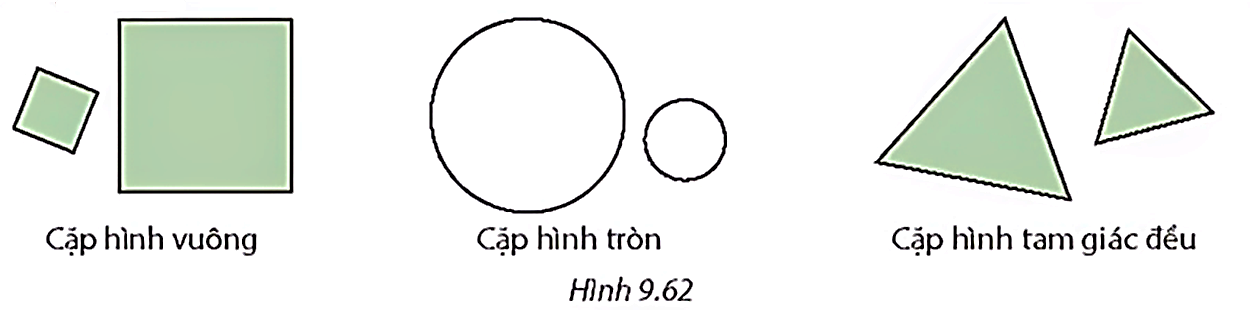 Cặp hình vuông
Cặp hình tròn
Cặp hình tam giác đều
Hình 9.62